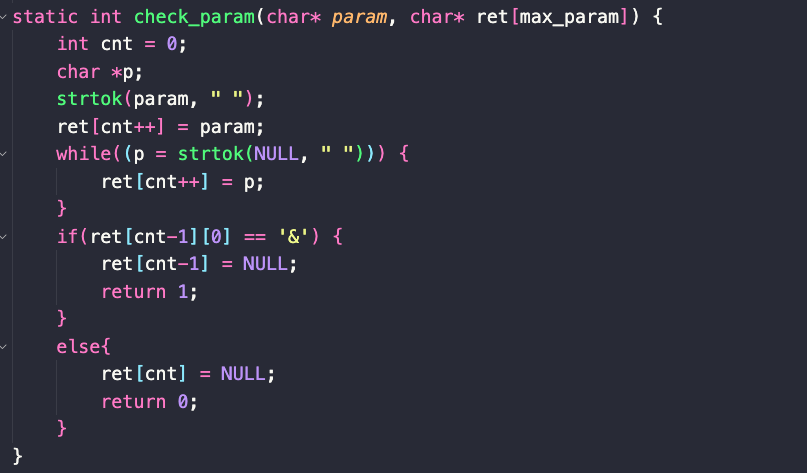 static int check_param(char* param, char* ret[max_param]) {
    int cnt = 0;
    char *p;
    strtok(param, " ");
    ret[cnt++] = param;
    while((p = strtok(NULL, " "))) {
        ret[cnt++] = p;
    }
    if(ret[cnt-1][0] == '&') {
        ret[cnt-1] = NULL;
        return 1;
    }
    else{
        ret[cnt] = NULL;
        return 0;
    }
}